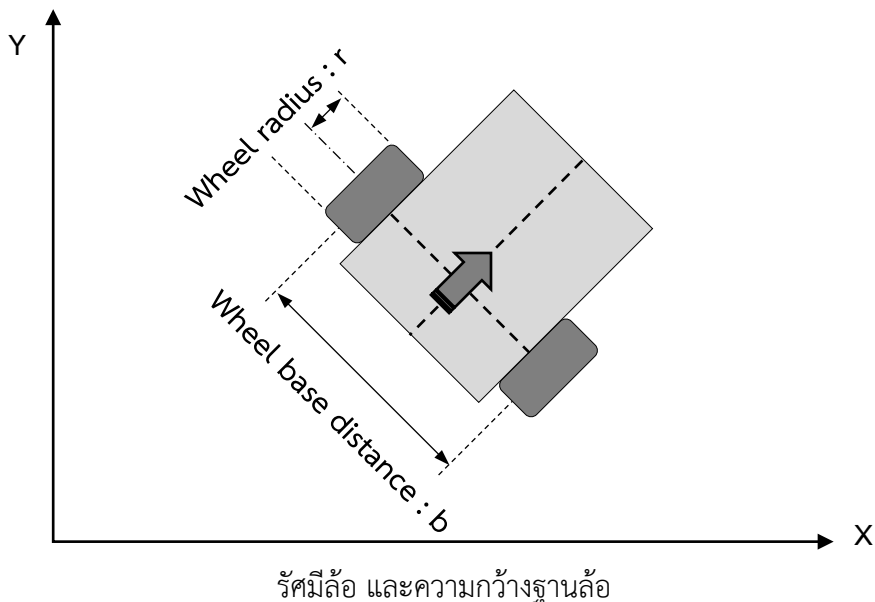 Y
Wheel radius : r
Wheel base distance : b
X
รัศมีล้อ และความกว้างฐานล้อ